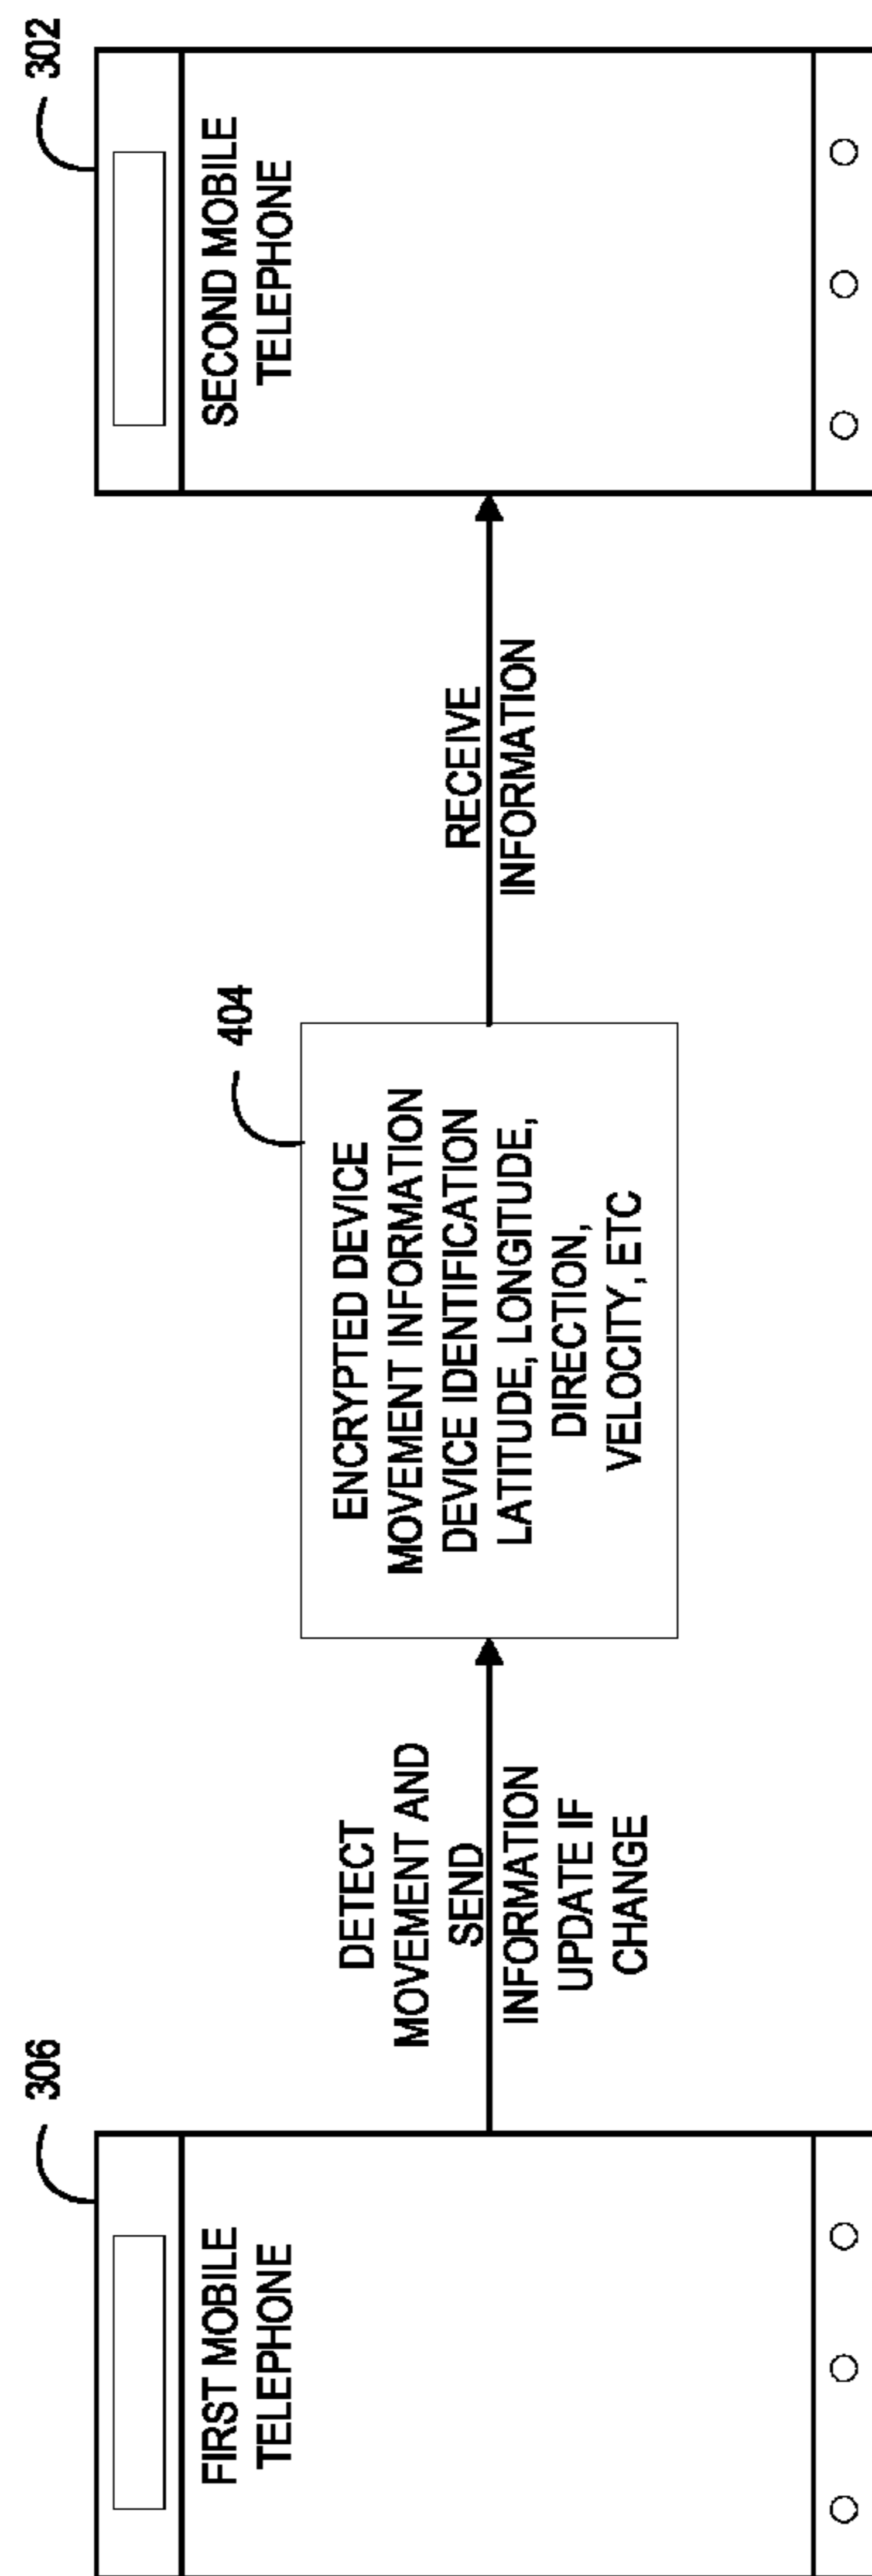 306
FIRST MOBILE
TELEPHONE
DETECT
MOVEMENT AND
SEND
INFORMATION
UPDATE IF
CHANGE
404
ENCRYPTED DEVICE
MOVEMENT INFORMATION
DEVICE IDENTIFICATION
LATITUDE, LONGITUDE,
DIRECTION,
VELOCITY, ETC
RECEIVE
INFORMATION
302
SECOND MOBILE
TELEPHONE